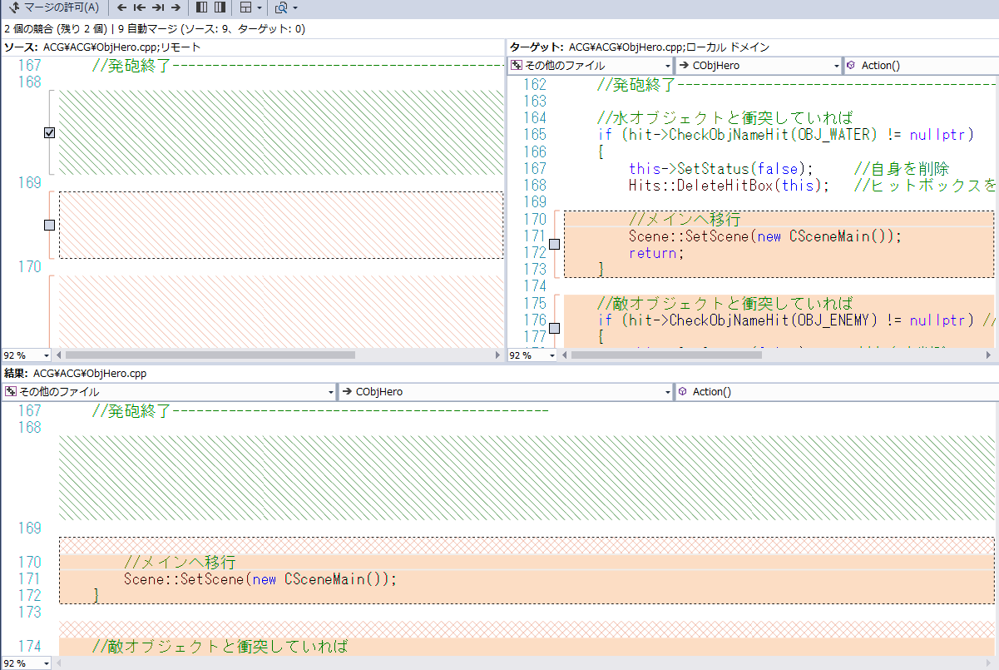 マージの許可(A)
2 個の競合 (残り 2 個) | 9 自動マージ (ソース: 9、ターゲット: 0)
ソース: ACG¥ACG¥ObjHero.cpp;リモート
167 //発砲終了-----------------------------------------
168
169
170
92 %
ターゲット: ACG¥ACG¥ObjHero.cpp;ローカル ドメイン
その他のファイル CObjHero Action()
162 //発砲終了----------------------------------------
163
164 //水オブジェクトと衝突していれば
165 if (hit->CheckObjNameHit(OBJ_WATER) != nullptr)
166 {
167 this->SetStatus(false); //自身を削除
168 Hits::DeleteHitBox(this); //ヒットボックスを
169
170 //メインへ移行
171 Scene::SetScene(new CSceneMain());
172 return;
173 }
174
175 //敵オブジェクトと衝突していれば
176 if (hit->CheckObjNameHit(OBJ_ENEMY) != nullptr) //
177 {
92 %
結果: ACG¥ACG¥ObjHero.cpp
その他のファイル CObjHero Action()
167 //発砲終了-----------------------------------------------
168
169
170 //メインへ移行
171 Scene::SetScene(new CSceneMain());
172 }
173
174 //敵オブジェクトと衝突していれば
92 %